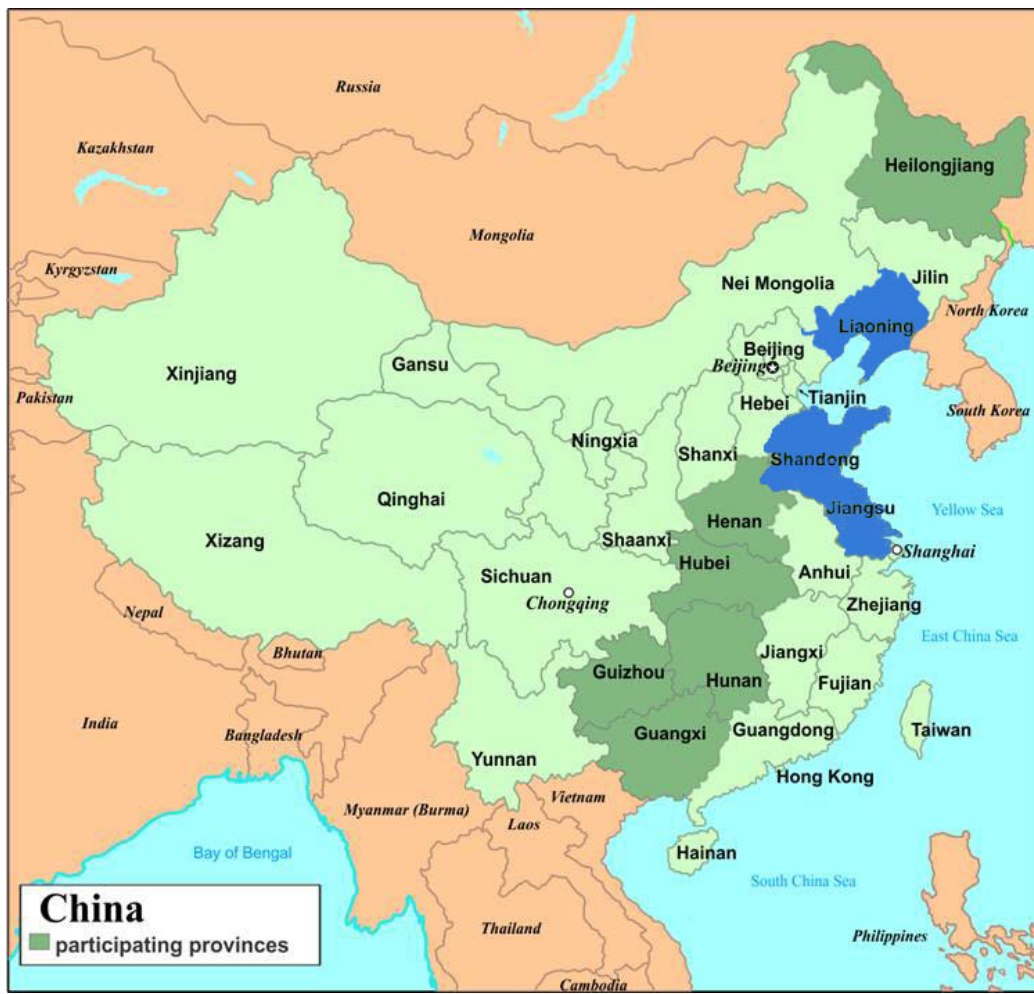 Russia
Kazakhstan
Heilongjiang
Mongolia
Kyrgyzstan
Nei Mongolia
Jilin
North Korea
Liaoning
Beijing
Gansu
Beijing
Xinjiang
Pakistan
Tianjin
Hebei
South Korea
Ningxia
Shanxi
Shandong
Qinghai
Jiangsu
Yellow Sea
Henan
Xizang
Shaanxi
Shanghai
Hubei
Anhui
Sichuan
Chongqing
Zhejiang
Nepal
East China Sea
Bhutan
Jiangxi
Guizhou
Hunan
Fujian
India
Bangladesh
Guangxi
Guangdong
Taiwan
Yunnan
Hong Kong
Vietnam
Myanmar (Burma)
Laos
Bay of Bengal
Hainan
South China Sea
China
participating provinces
Thailand
Philippines
Cambodia